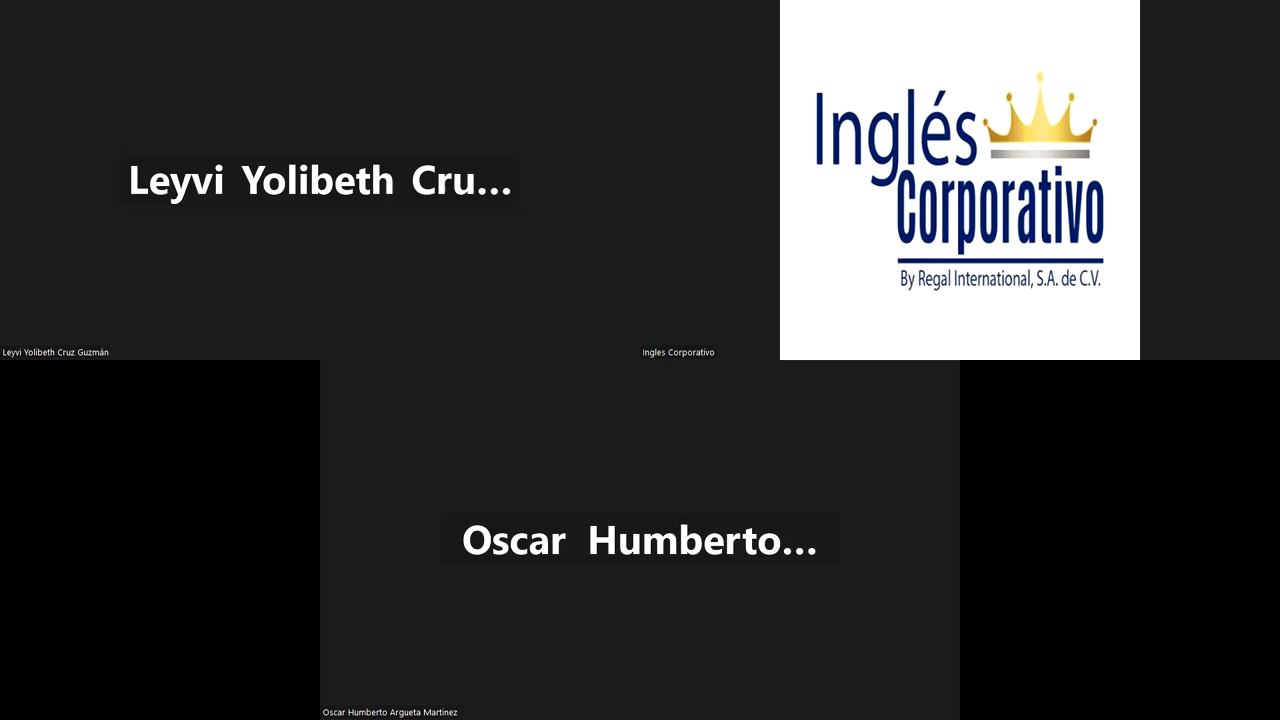 Leyvi Yolibeth Cru...
Inglés
Corporativo
By Regal International, S.A. de C.V.
Leyvi Yolibeth Cruz Guzmán
Ingles Corporativo
Oscar Humberto...
Oscar Humberto Argueta Martinez